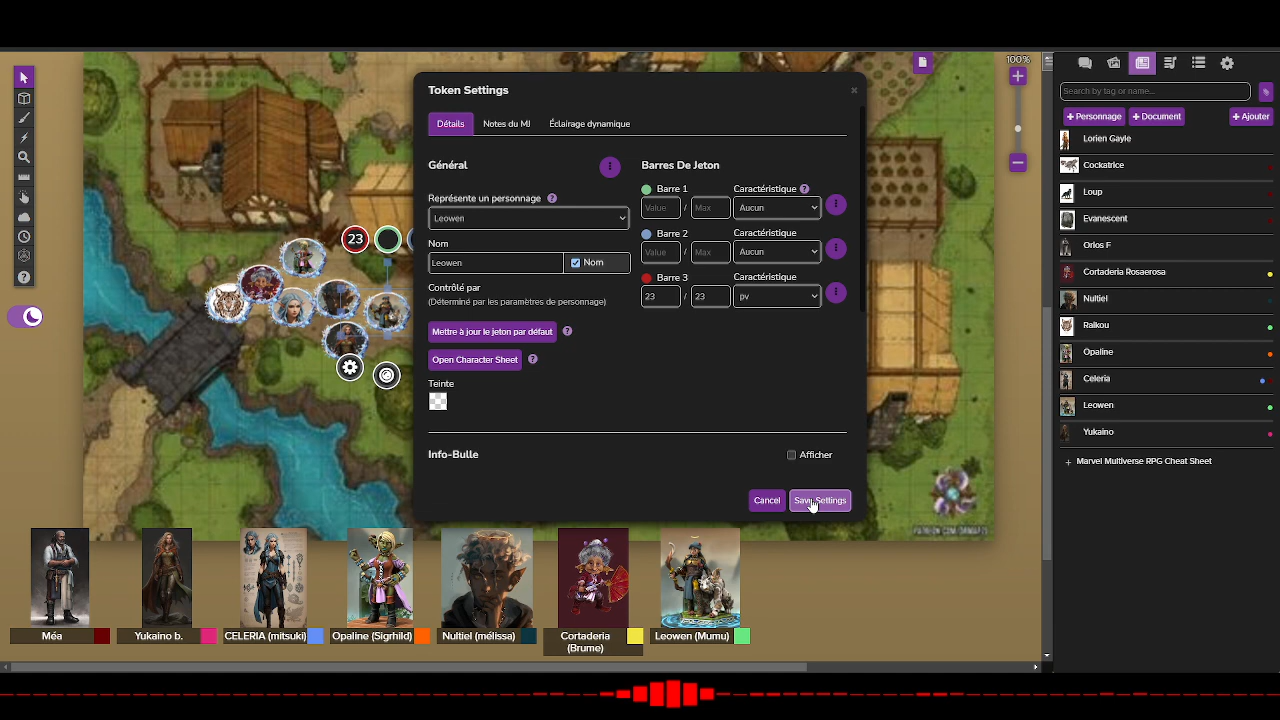 100%
Token Settings
Détails
Notes du MJ
Éclairage dynamique
Général
Représente un personnage
Leowen
Nom
Leowen
Nom
Contrôlé par
(Déterminé par les paramètres de personnage)
Mettre à jour le jeton par défaut
Open Character Sheet
Teinte
Barres De Jeton
Barre 1
Caractéristique
Value / Max
Aucun
Barre 2
Caractéristique
Value / Max
Aucun
Barre 3
Caractéristique
23 / 23
pv
Info-Bulle
Afficher
Cancel
Save Settings
23
Search by tag or name...
+ Personnage
+ Document
+ Ajouter
Lorien Gayle
Cockatrice
Loup
Evanescent
Orlos F
Cortaderia Rosaerosa
Nultiel
Raikou
Opaline
Celeria
Leowen
Yukaino
+ Marvel Multiverse RPG Cheat Sheet
Méa
Yukaino b.
CELERIA (mitsuki)
Opaline (Sigrhild)
Nultiel (mélissa)
Cortaderia
(Brume)
Leowen (Mumu)